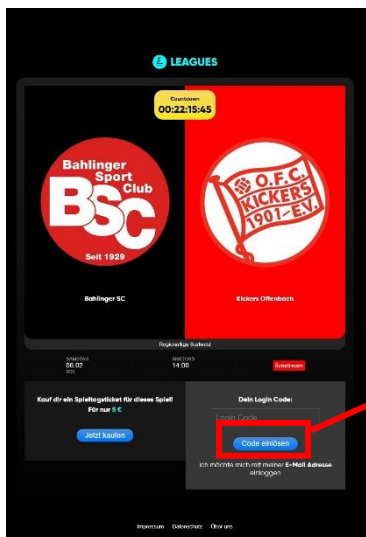 LEAGUES
Countdown
00:22:15:45
Bahlinger
Sport
Club
BSC
Seit 1929
O.F.C.
KICKERS
1901-E.V.
Bahlinger SC
Kickers Offenbach
Regionalliga Südwest
SAMSTAG
06.02
2021
ANSTOSS
14:00
Kauf dir ein Spieltagsticket für dieses Spiel!
Für nur 5 €
Jetzt kaufen
Dein Login Code:
Login Code
Code einlösen
Ich möchte mich mit meiner E-Mail Adresse
einloggen
Impressum Datenschutz Über uns